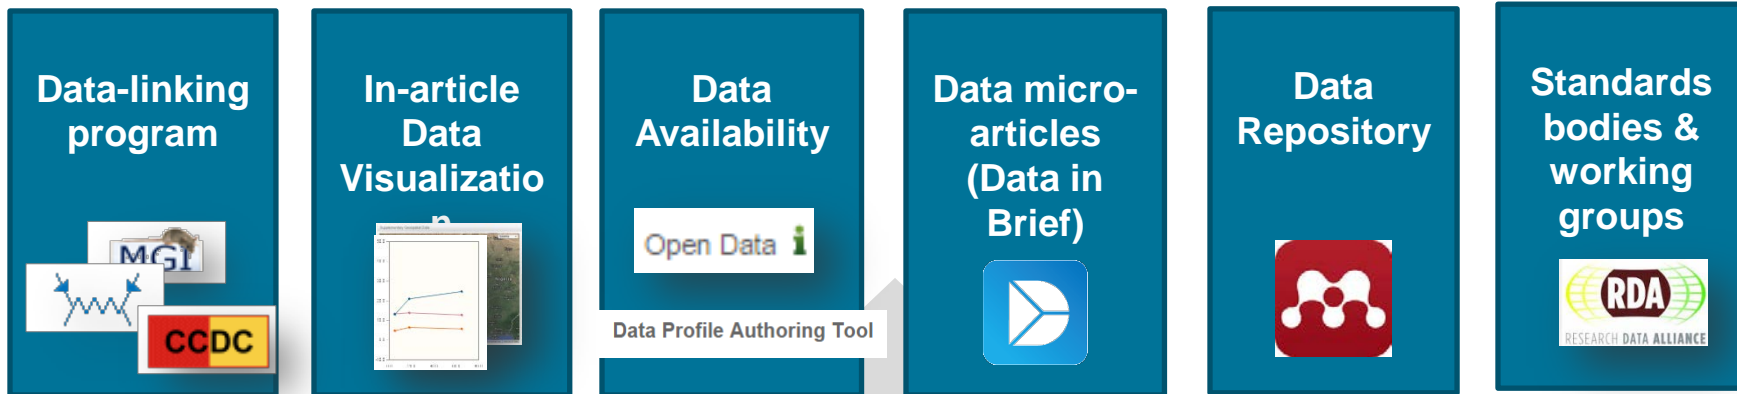 Data-linking
program
MGI
CCDC
In-article
Data
Visualizatio
n
Data
Availability
Open Data i
Data Profile Authoring Tool
Data micro-
articles
(Data in
Brief)
Data
Repository
Standards
bodies &
working
groups
RDA
RESEARCH DATA ALLIANCE